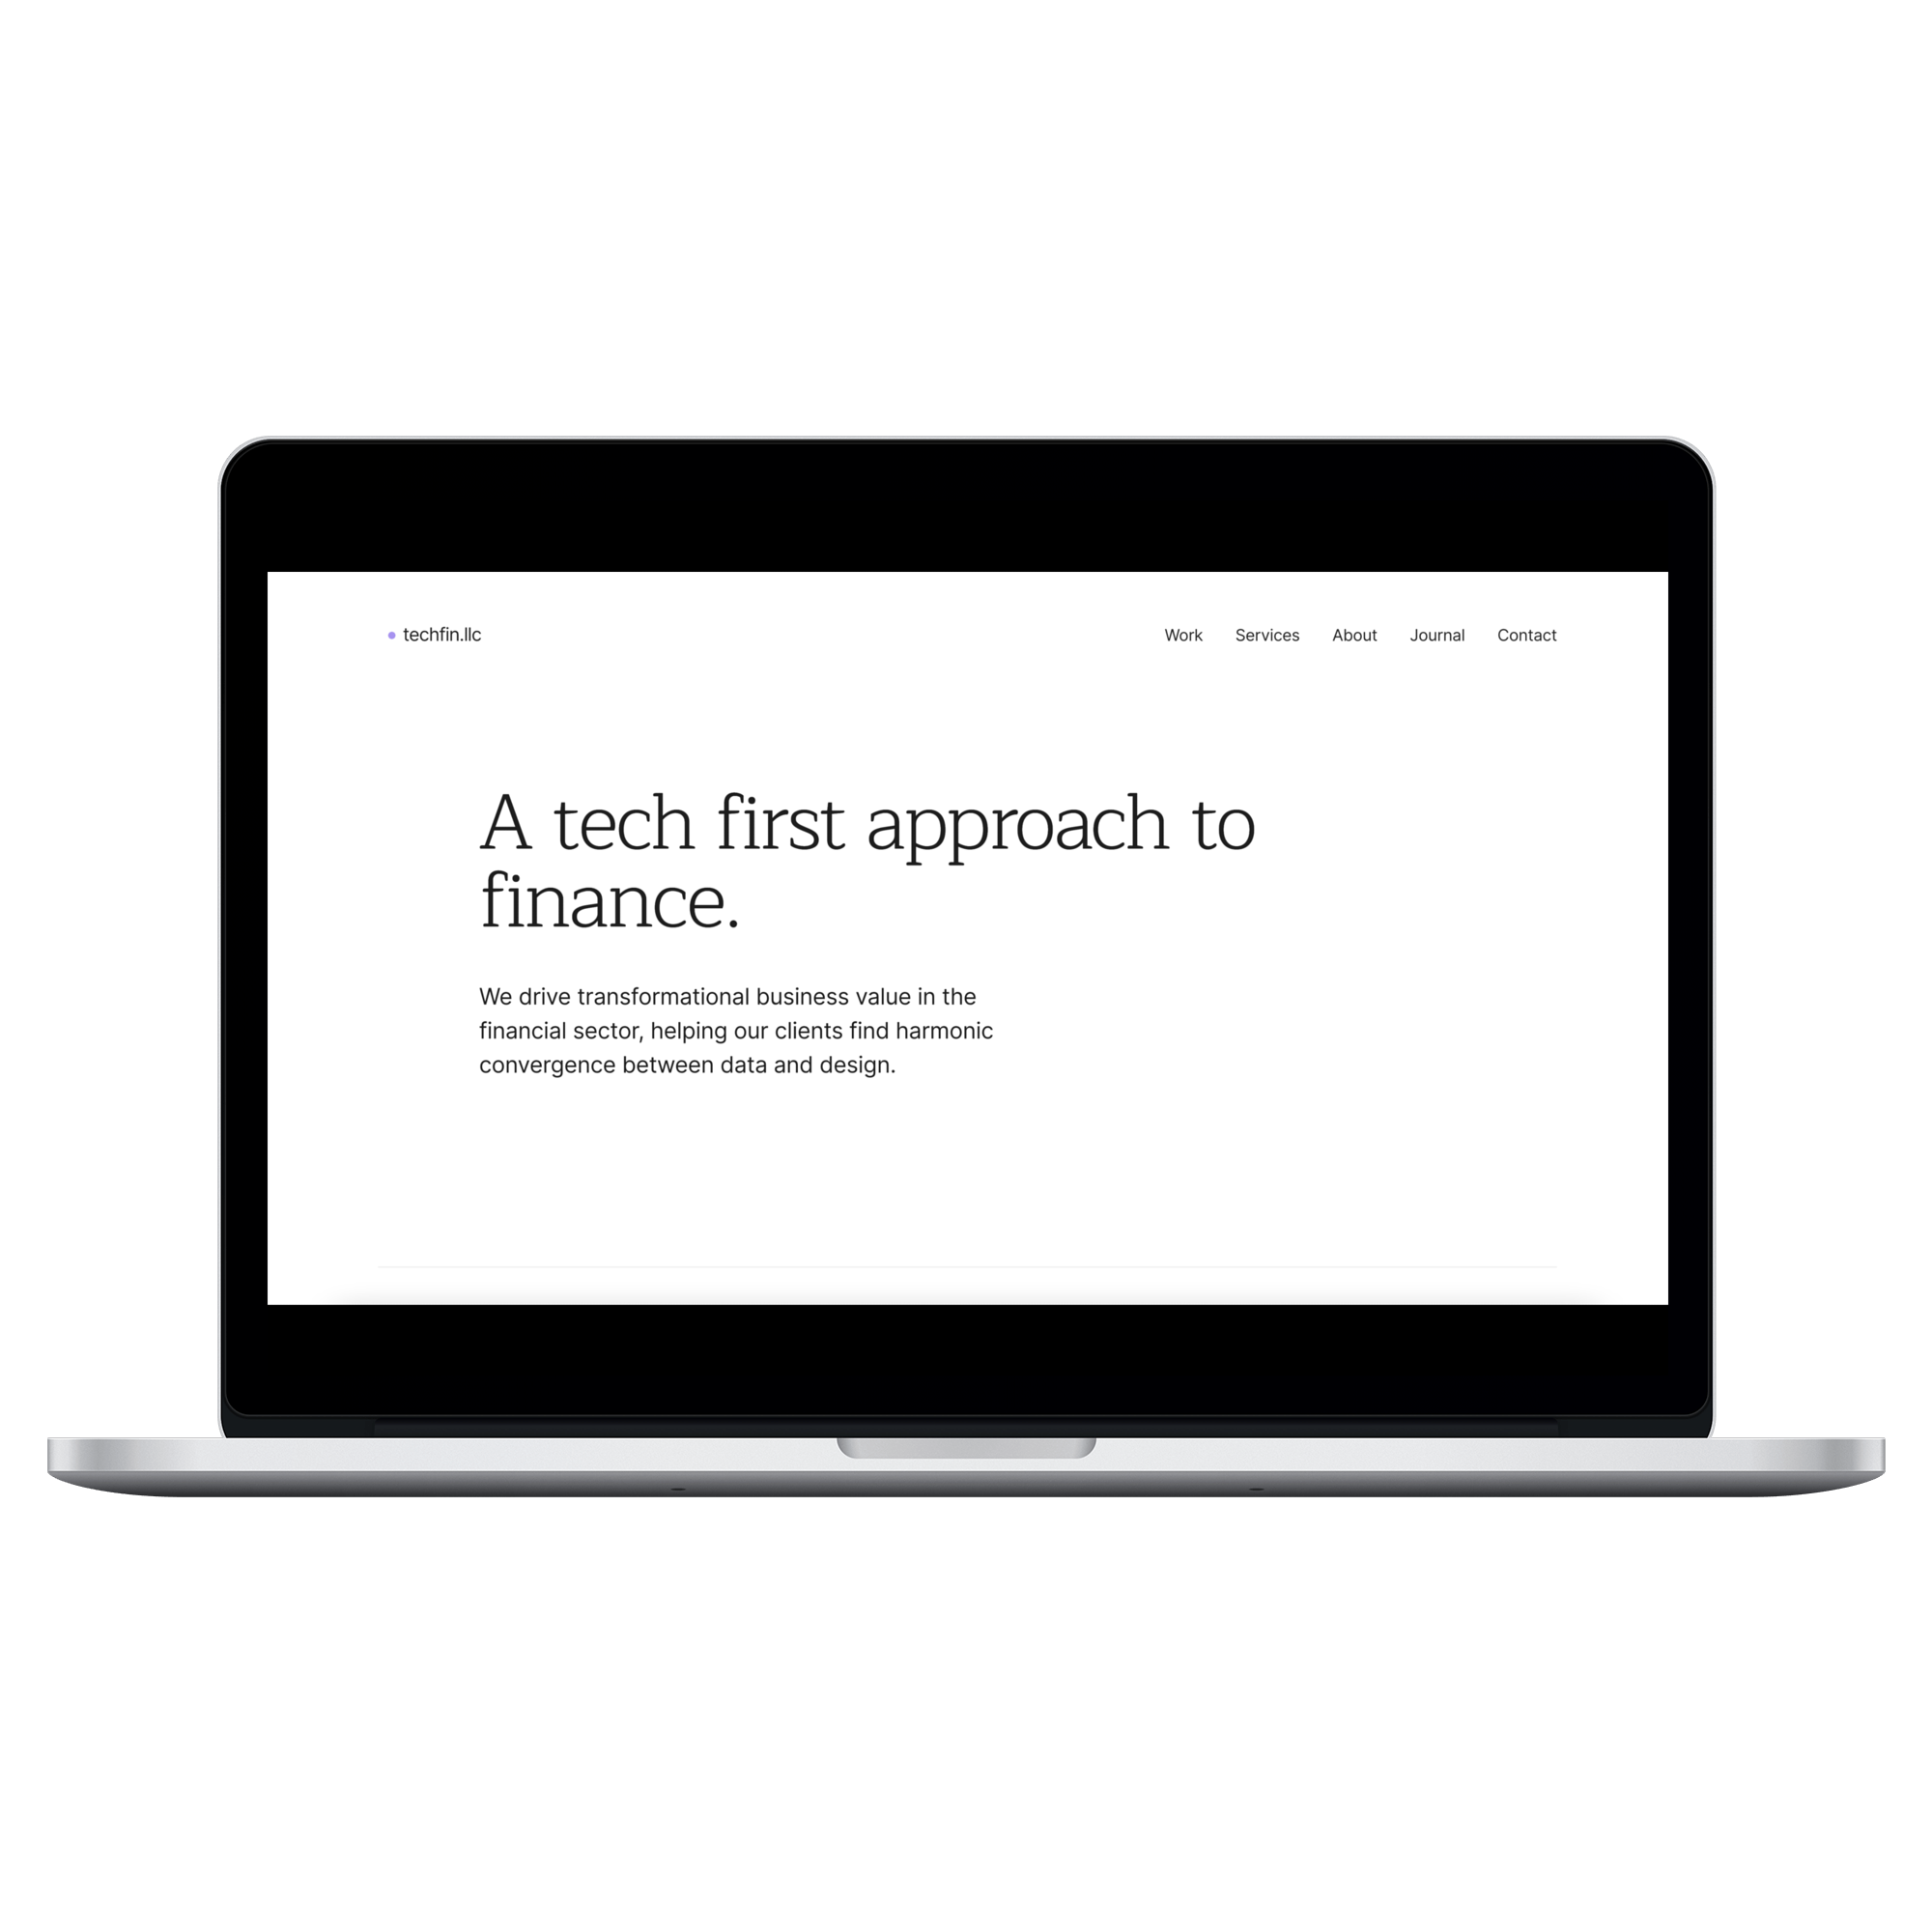 techfin.llc
Work Services About Journal Contact
A tech first approach to
finance.
We drive transformational business value in the
financial sector, helping our clients find harmonic
convergence between data and design.